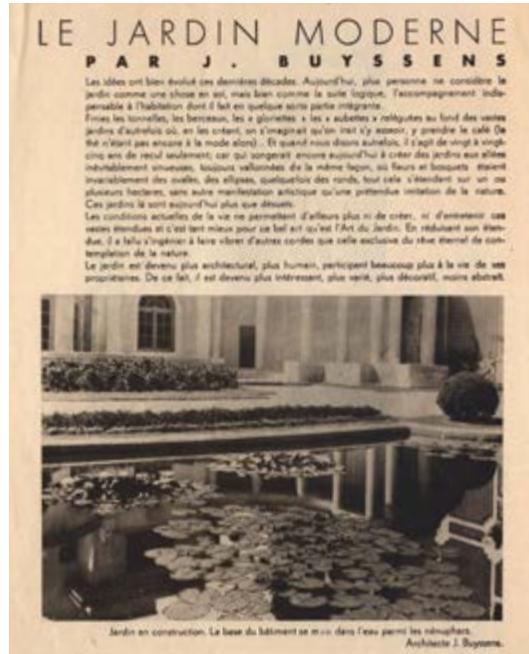 LE JARDIN MODERNE
PAR J. BUYSSENS
Les idées ont bien évolué ces dernières décades. Aujourd'hui, plus personne ne considère le
jardin comme une chose en soi, mais bien comme la suite logique, l'accompagnement indis-
pensable à l'habitation dont il fait en quelque sorte partie intégrante.
Finies les tonnelles, les berceaux, les « gloriettes » les « aubettes » reléguées au fond des vastes
jardins d'autrefois où, en les créant, on s'imaginait qu'on irait s'y asseoir, y prendre le café (le
thé n'étant pas encore à la mode alors)... Et quand nous disons autrefois, il s'agit de vingt à vingt-
cinq ans de recul seulement; car qui songerait encore aujourd'hui à créer des jardins aux allées
inévitablement sinueuses, toujours vallonnées de la même façon, où fleurs et bosquets étaient
invariablement des ovales, des ellipses, quelquefois des ronds, tout cela s'étendant sur un ou
plusieurs hectares, sans autre manifestation artistique qu'une prétendue imitation de la nature.
Ces jardins là sont aujourd'hui plus que désuets.
Les conditions actuelles de la vie ne permettent d'ailleurs plus ni de créer, ni d'entretenir ces
vastes étendues et c'est tant mieux pour ce bel art qu'est l'Art du Jardin. En réduisant son éten-
due, il a fallu s'ingénier à faire vibrer d'autres cordes que celle exclusive du rêve éternel de con-
templation de la nature.
Le jardin est devenu plus architectural, plus humain, participent beaucoup plus à la vie de ses
propriétaires. De ce fait, il est devenu plus intéressant, plus varié, plus décoratif, moins abstrait.
Jardin en construction. La base du bâtiment se dans l'eau parmi les nénuphars.
Architecte J. Buyssens.